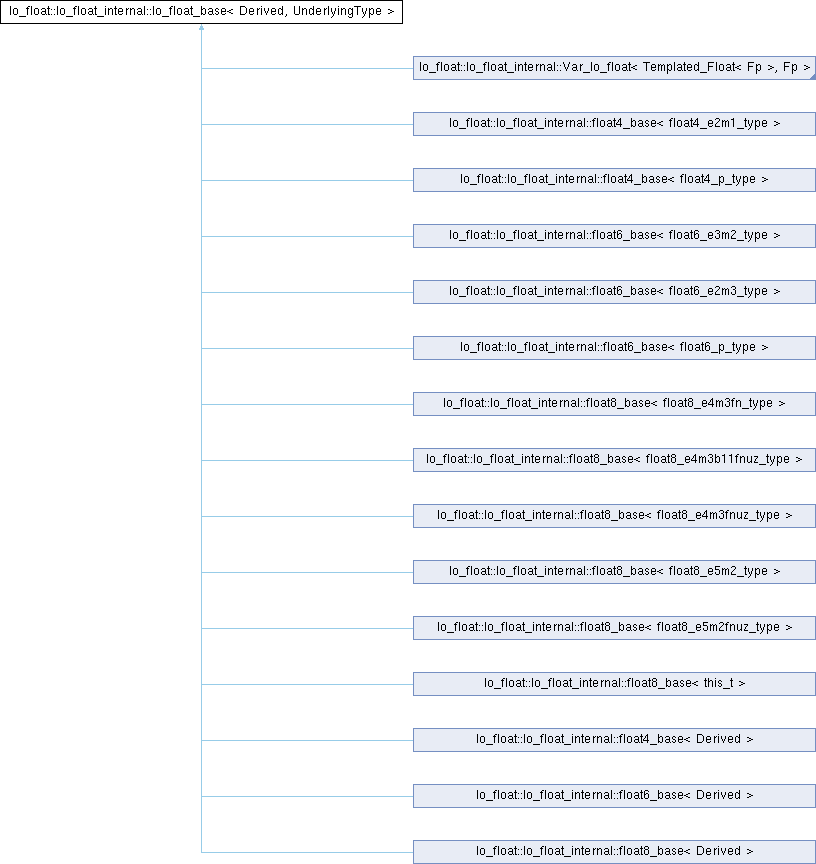 lo_float::lo_float_internal::lo_float_base< Derived, UnderlyingType >
lo_float::lo_float_internal::Var_lo_float< Templated_Float< Fp >, Fp >
lo_float::lo_float_internal::float4_base< float4_e2m1_type >
lo_float::lo_float_internal::float4_base< float4_p_type >
lo_float::lo_float_internal::float6_base< float6_e3m2_type >
lo_float::lo_float_internal::float6_base< float6_e2m3_type >
lo_float::lo_float_internal::float6_base< float6_p_type >
lo_float::lo_float_internal::float8_base< float8_e4m3fn_type >
lo_float::lo_float_internal::float8_base< float8_e4m3b11fnuz_type >
lo_float::lo_float_internal::float8_base< float8_e4m3fnuz_type >
lo_float::lo_float_internal::float8_base< float8_e5m2_type >
lo_float::lo_float_internal::float8_base< float8_e5m2fnuz_type >
lo_float::lo_float_internal::float8_base< this_t >
lo_float::lo_float_internal::float4_base< Derived >
lo_float::lo_float_internal::float6_base< Derived >
lo_float::lo_float_internal::float8_base< Derived >